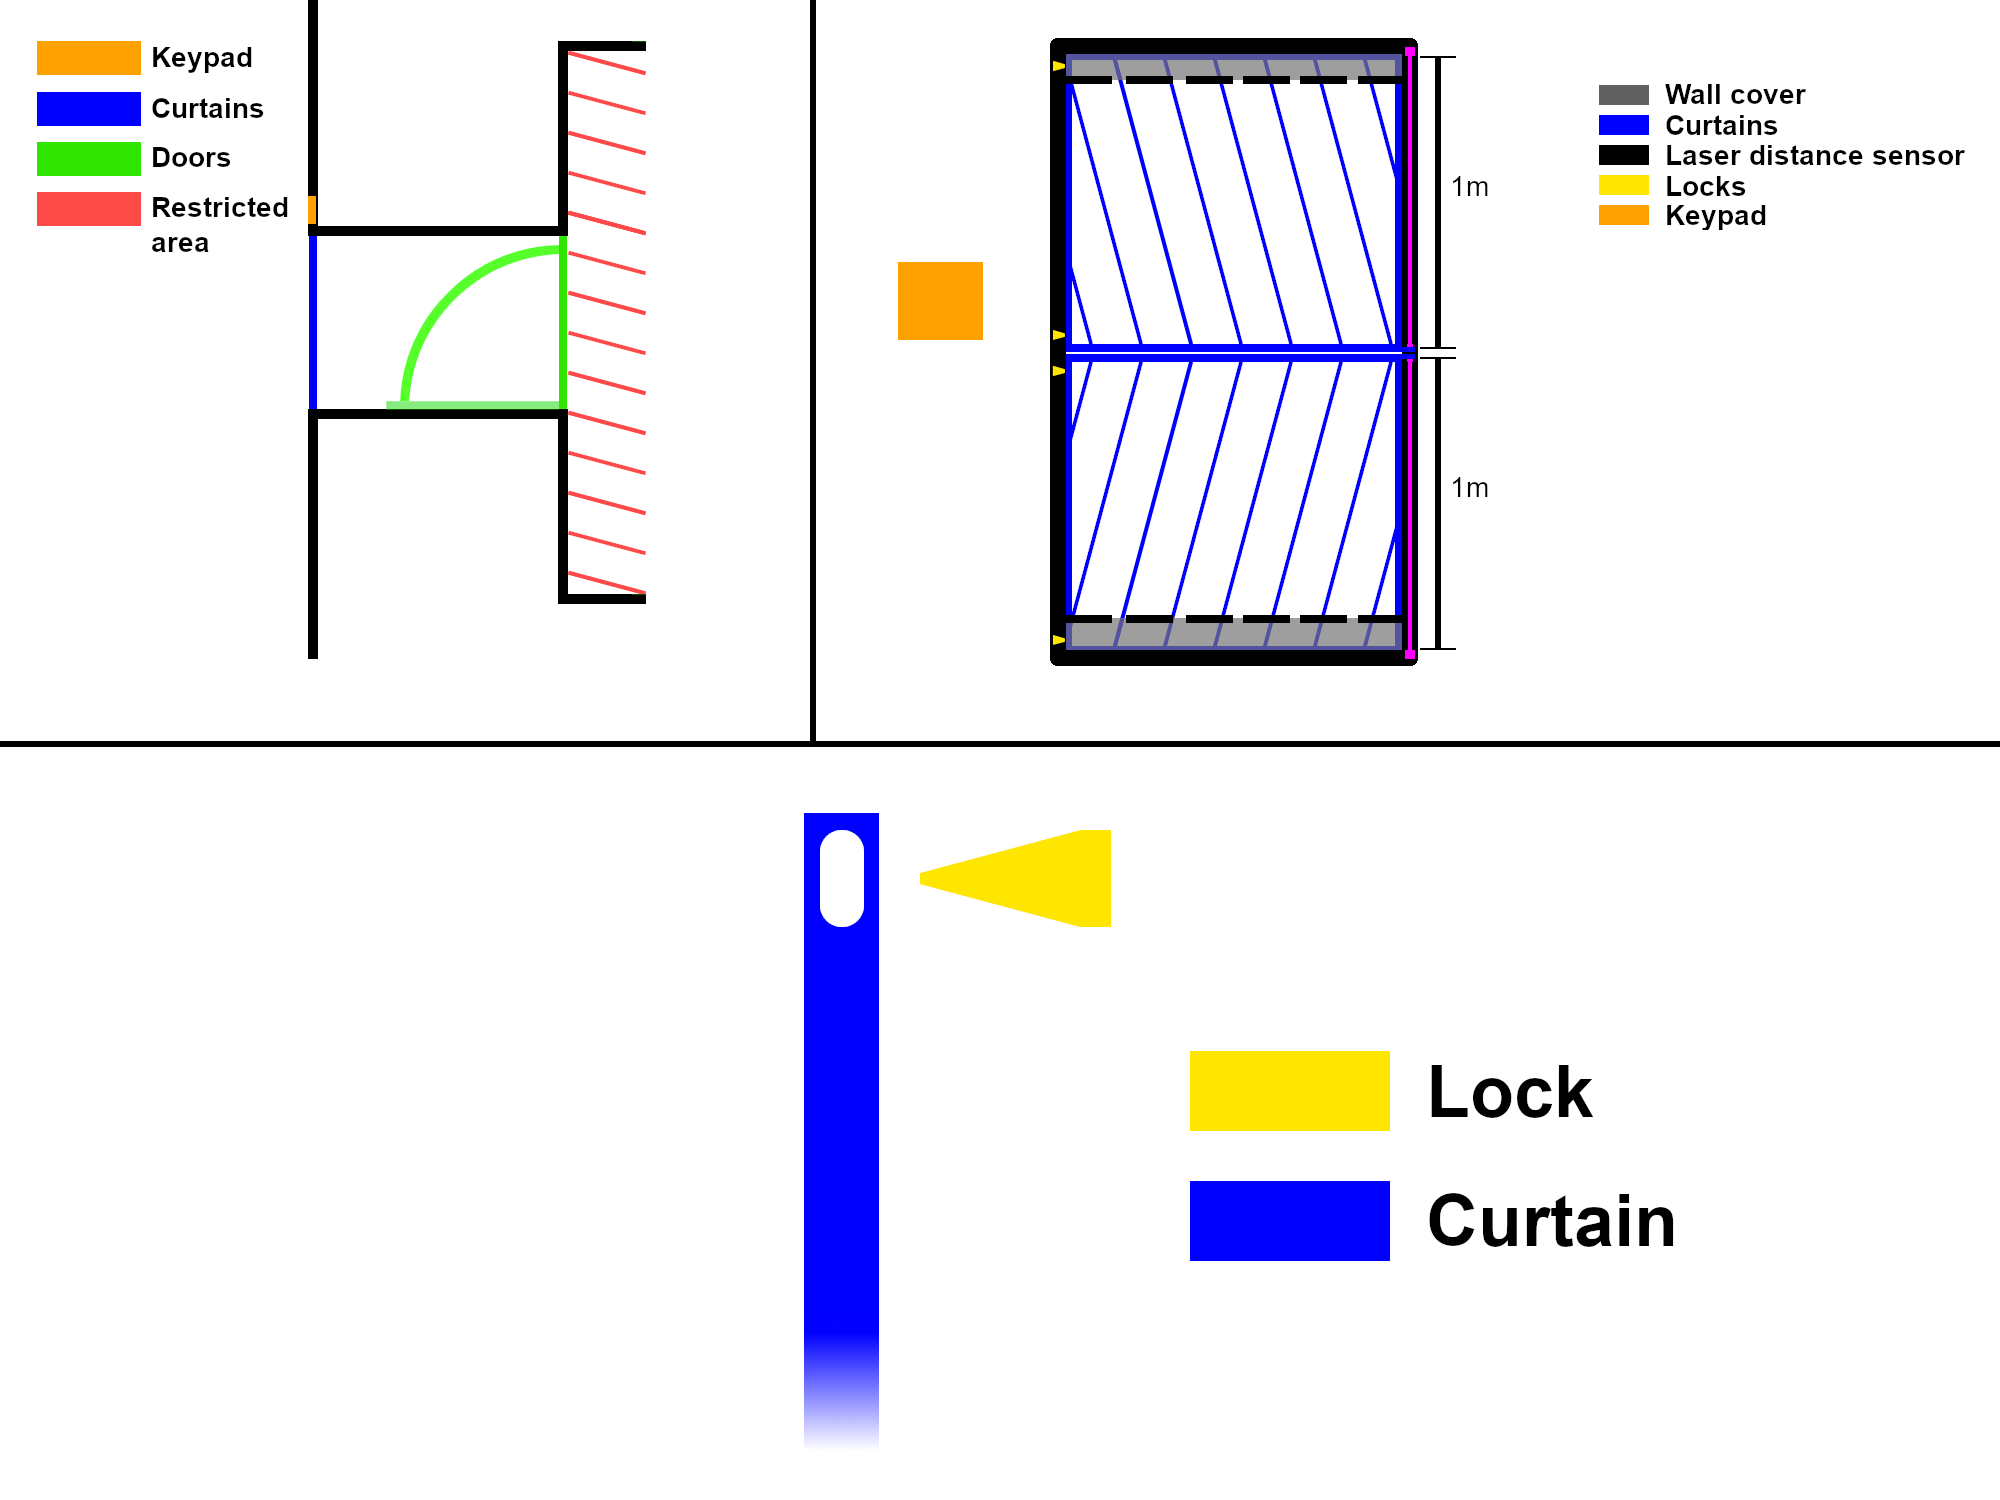 Keypad
Curtains
Doors
Restricted
area
1m
1m
Wall cover
Curtains
Laser distance sensor
Locks
Keypad
Lock
Curtain